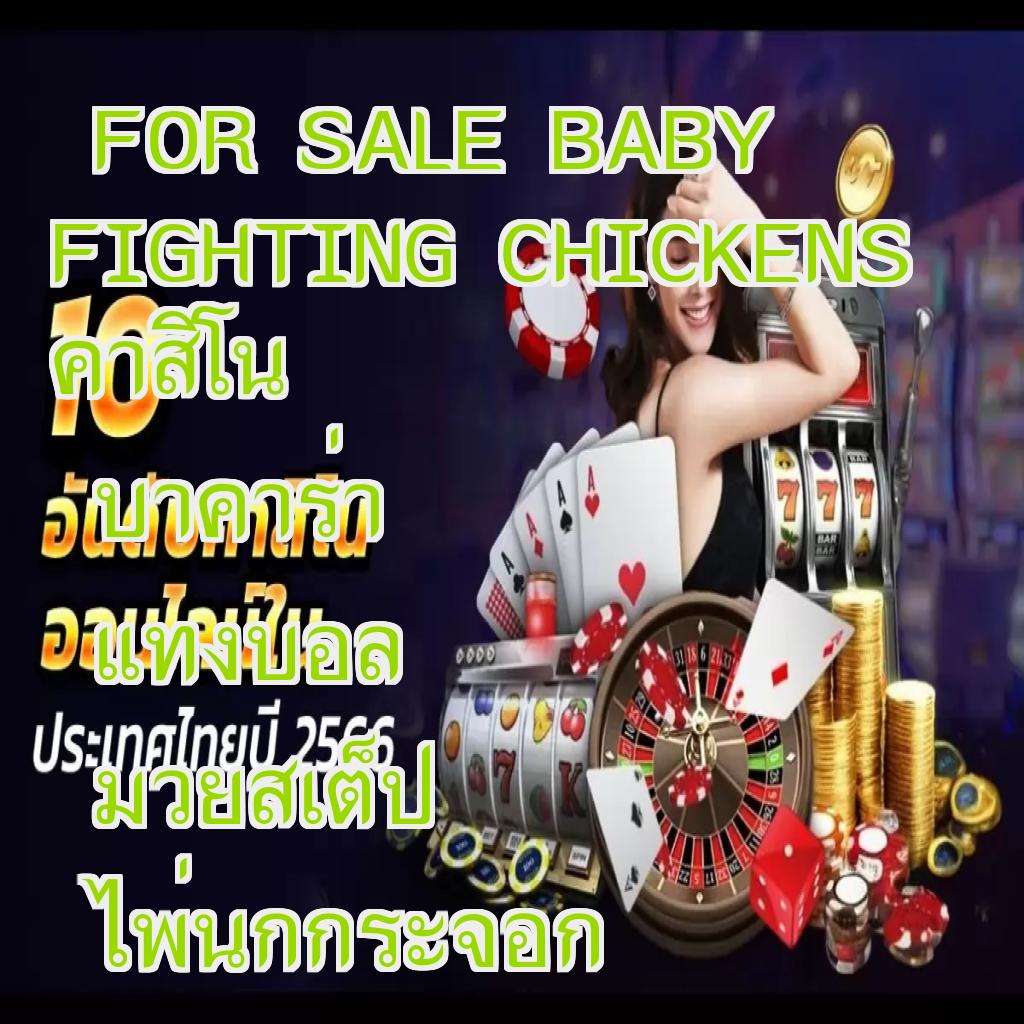 FOR SALE BABY
FIGHTING CHICKENS
10
คาสิโน
บาคาร่า
แทงบอล
ประเทศไทยปี 2566
มวยสเต็ป
ไพ่นกกระจอก